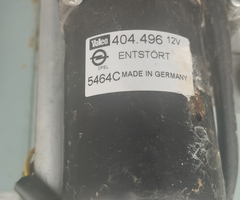 Valeo 404.496 12V
OPEL ENTSTÖRT
5464C MADE IN GERMANY